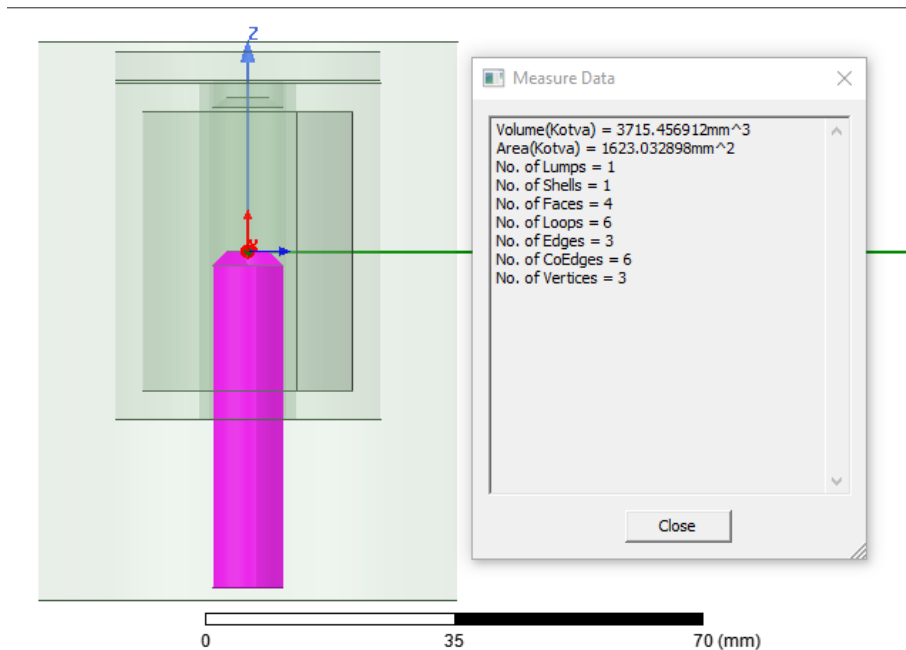 Z
Measure Data
Volume(Kotva) = 3715.456912mm^3
Area(Kotva) = 1623.032898mm^2
No. of Lumps = 1
No. of Shells = 1
No. of Faces = 4
No. of Loops = 6
No. of Edges = 3
No. of CoEdges = 6
No. of Vertices = 3
Close
0 35 70 (mm)